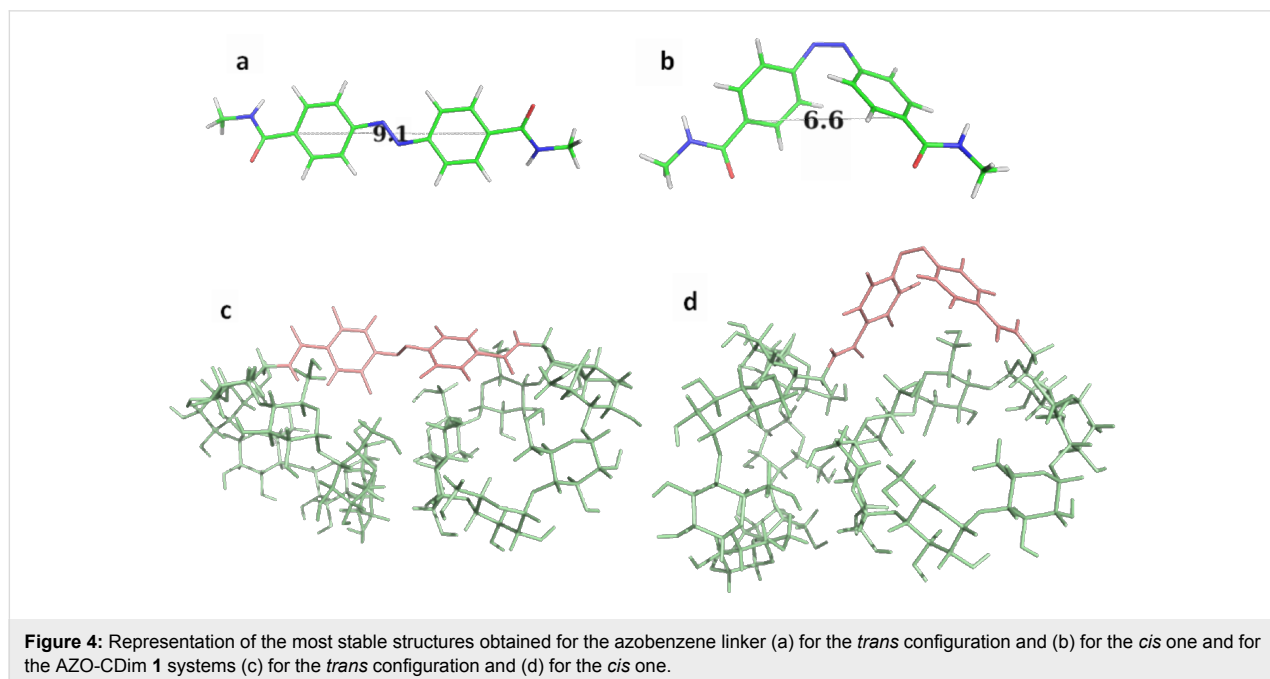 a
b
9.1
6.6
c
d
Figure 4: Representation of the most stable structures obtained for the azobenzene linker (a) for the trans configuration and (b) for the cis one and for
the AZO-CDim 1 systems (c) for the trans configuration and (d) for the cis one.